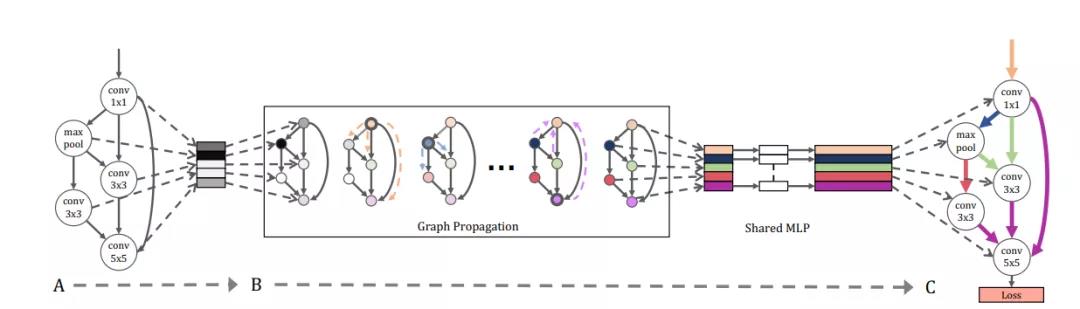 conv
1x1
max
pool
conv
3x3
conv
3x3
conv
5x5
...
Graph Propagation
Shared MLP
conv
1x1
max
pool
conv
3x3
conv
3x3
conv
5x5
Loss
A
B
C